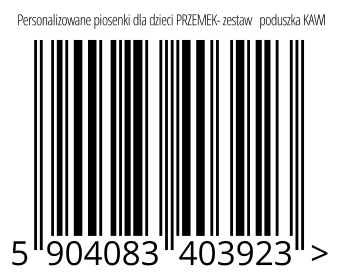 Personalizowane piosenki dla dzieci PRZEMEK- zestaw poduszka KAWI
5 904083 403923 >